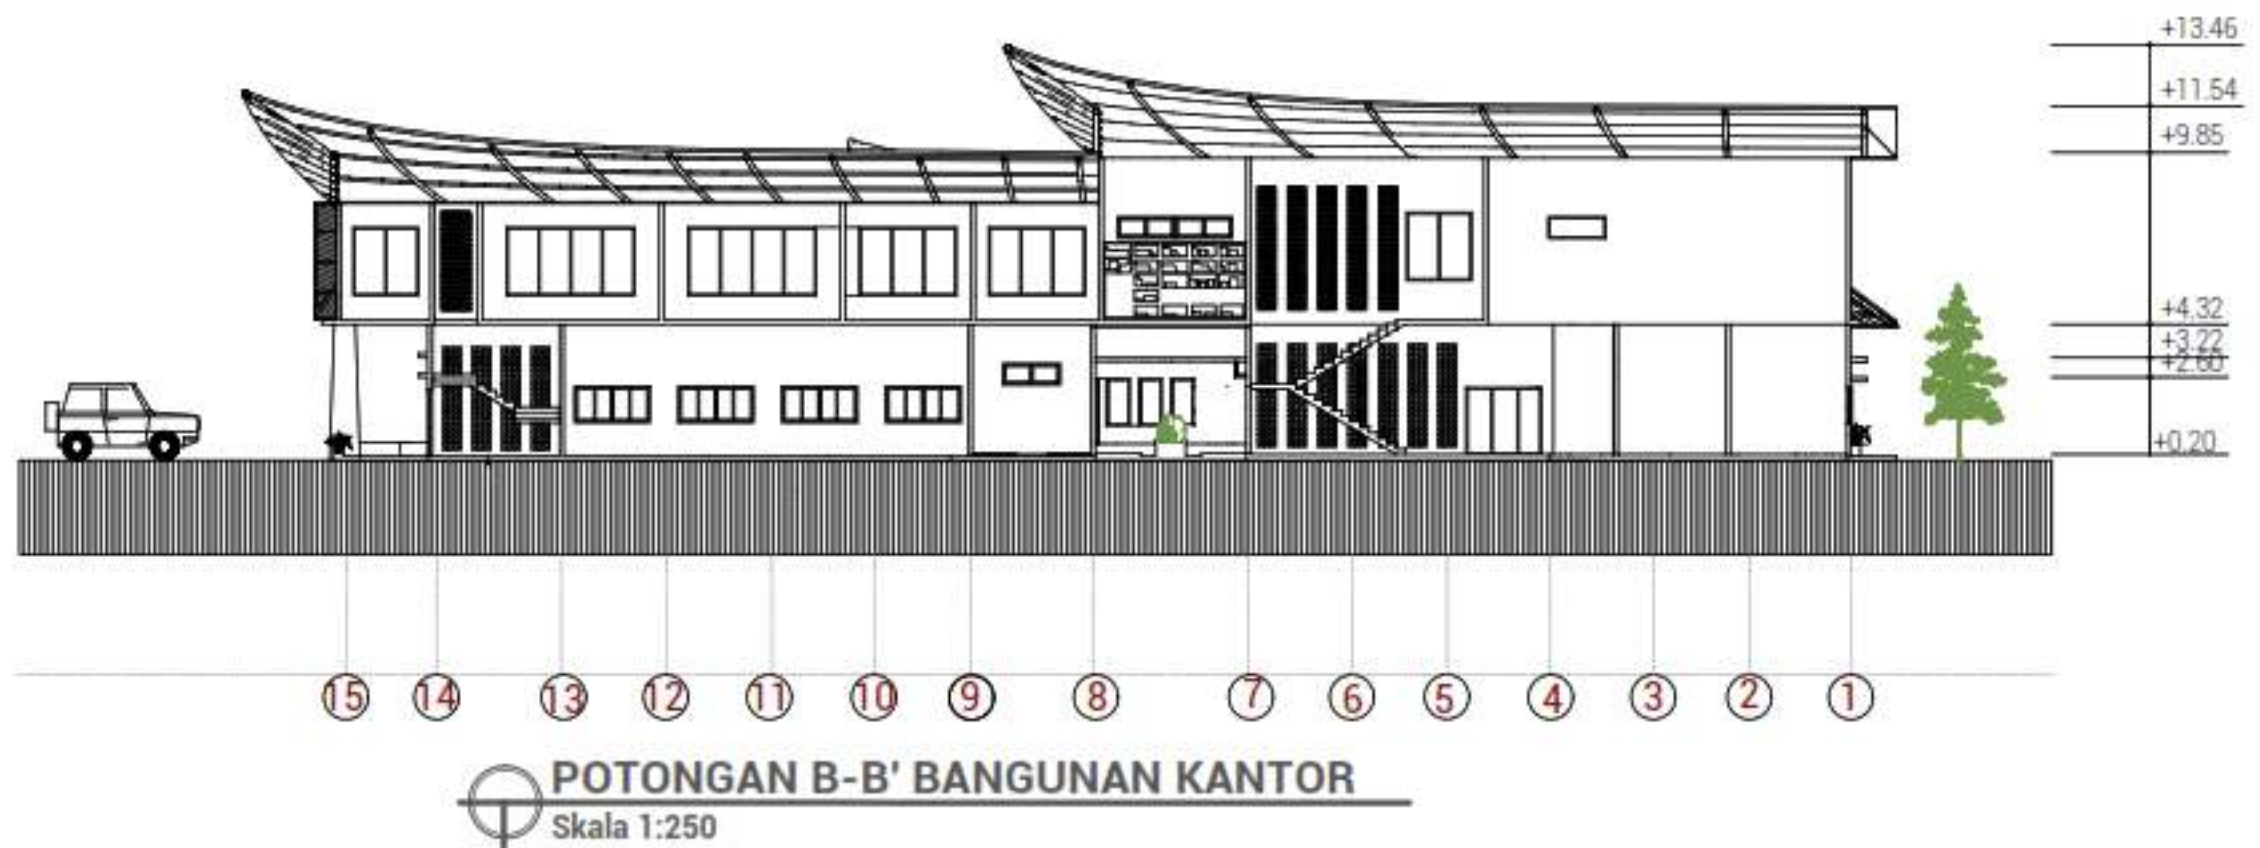 +13.46
+11.54
+9.85
+4.32
+3.22
+2.60
+0.20
15 14 13 12 11 10 9 8 7 6 5 4 3 2 1
POTONGAN B-B' BANGUNAN KANTOR
Skala 1:250